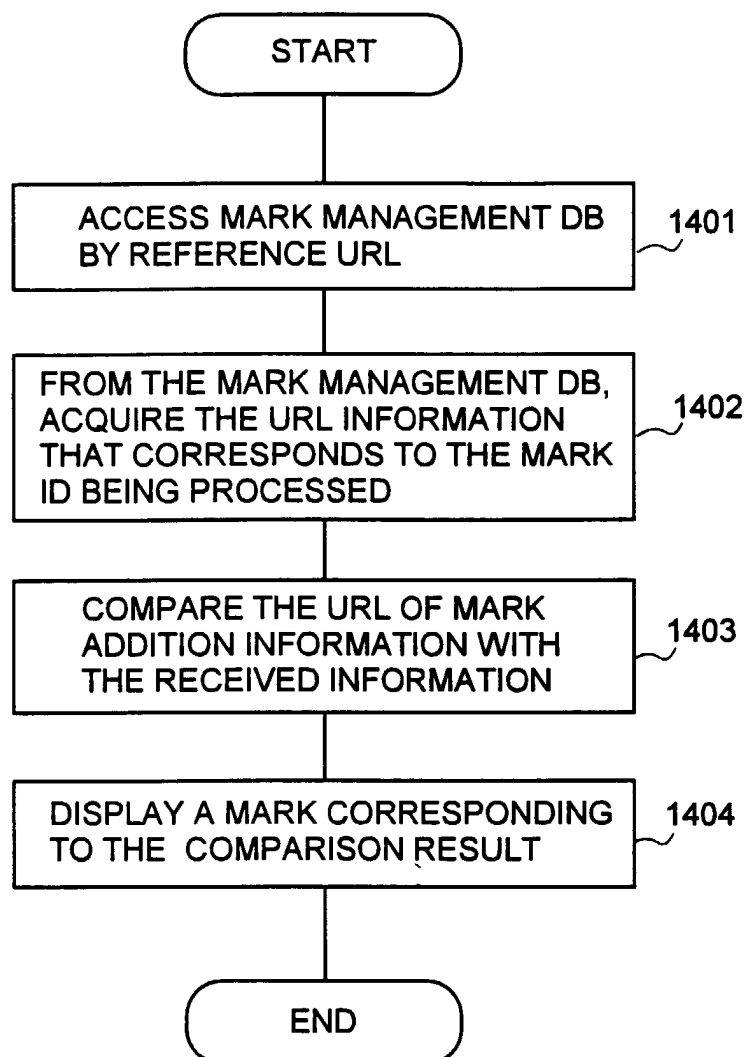 START
ACCESS MARK MANAGEMENT DB
BY REFERENCE URL
1401
FROM THE MARK MANAGEMENT DB,
ACQUIRE THE URL INFORMATION
THAT CORRESPONDS TO THE MARK
ID BEING PROCESSED
1402
COMPARE THE URL OF MARK
ADDITION INFORMATION WITH
THE RECEIVED INFORMATION
1403
DISPLAY A MARK CORRESPONDING
TO THE COMPARISON RESULT
1404
END